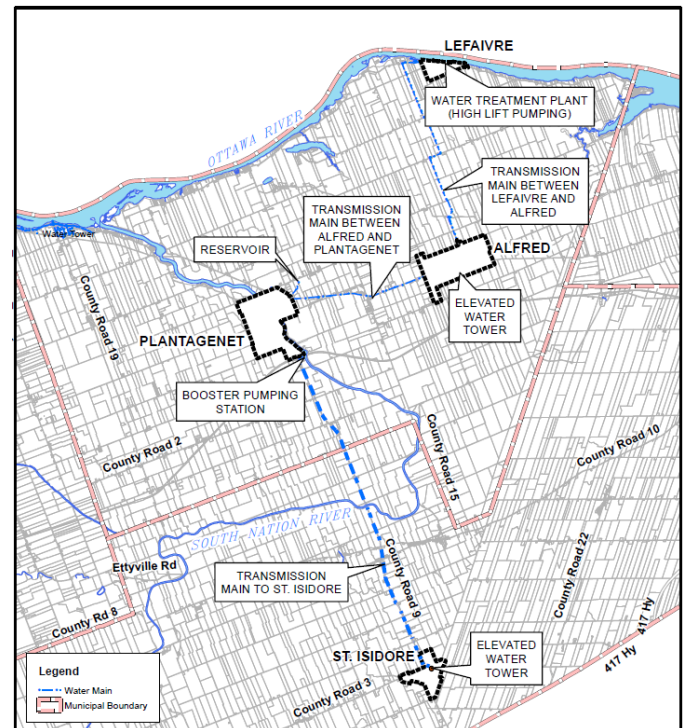 LEFAIVRE
WATER TREATMENT PLANT
(HIGH LIFT PUMPING)
OTTAWA RIVER
TRANSMISSION
MAIN BETWEEN
LEFAIVRE AND
ALFRED
TRANSMISSION
MAIN BETWEEN
ALFRED AND
PLANTAGENET
Water Tower
RESERVOIR
ALFRED
ELEVATED
WATER
TOWER
County Road 19
PLANTAGENET
BOOSTER PUMPING
STATION
County Road 2
County Road 15
County Road 10
SOUTH NATION RIVER
Ettyville Rd
County Road 22
TRANSMISSION
MAIN TO ST. ISIDORE
County Road 9
County Rd 8
417 Hy
417 Hy
ST. ISIDORE
ELEVATED
WATER
TOWER
County Road 3
Legend
Water Main
Municipal Boundary